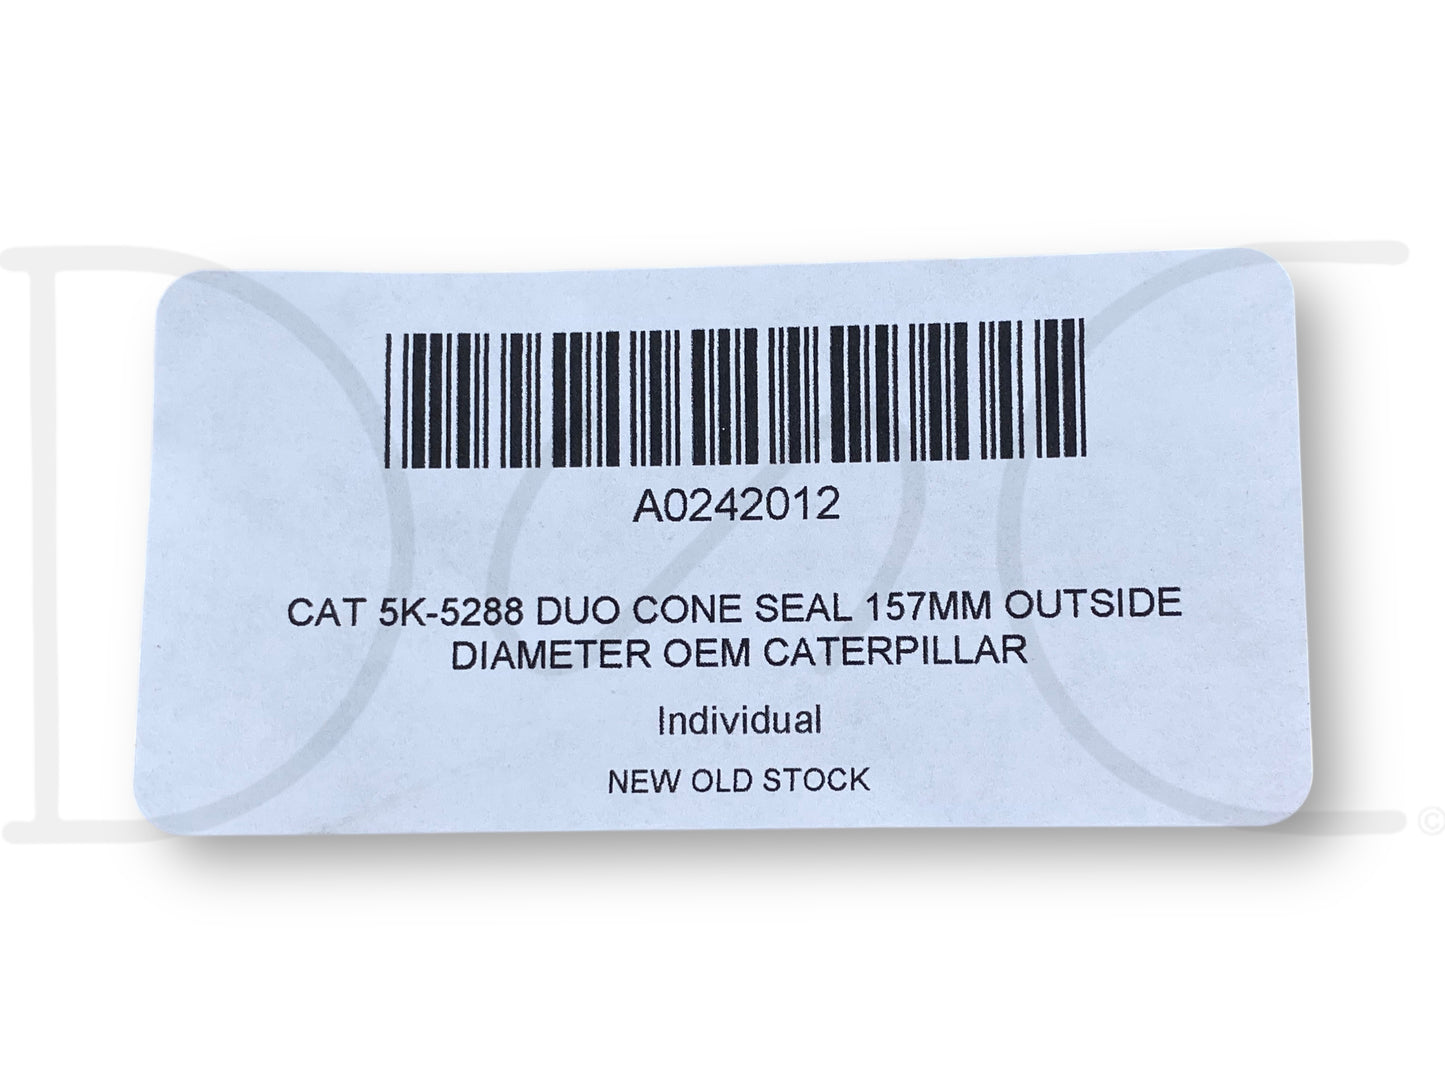 A0242012
CAT 5K-5288 DUO CONE SEAL 157MM OUTSIDE
DIAMETER OEM CATERPILLAR
Individual
NEW OLD STOCK
©